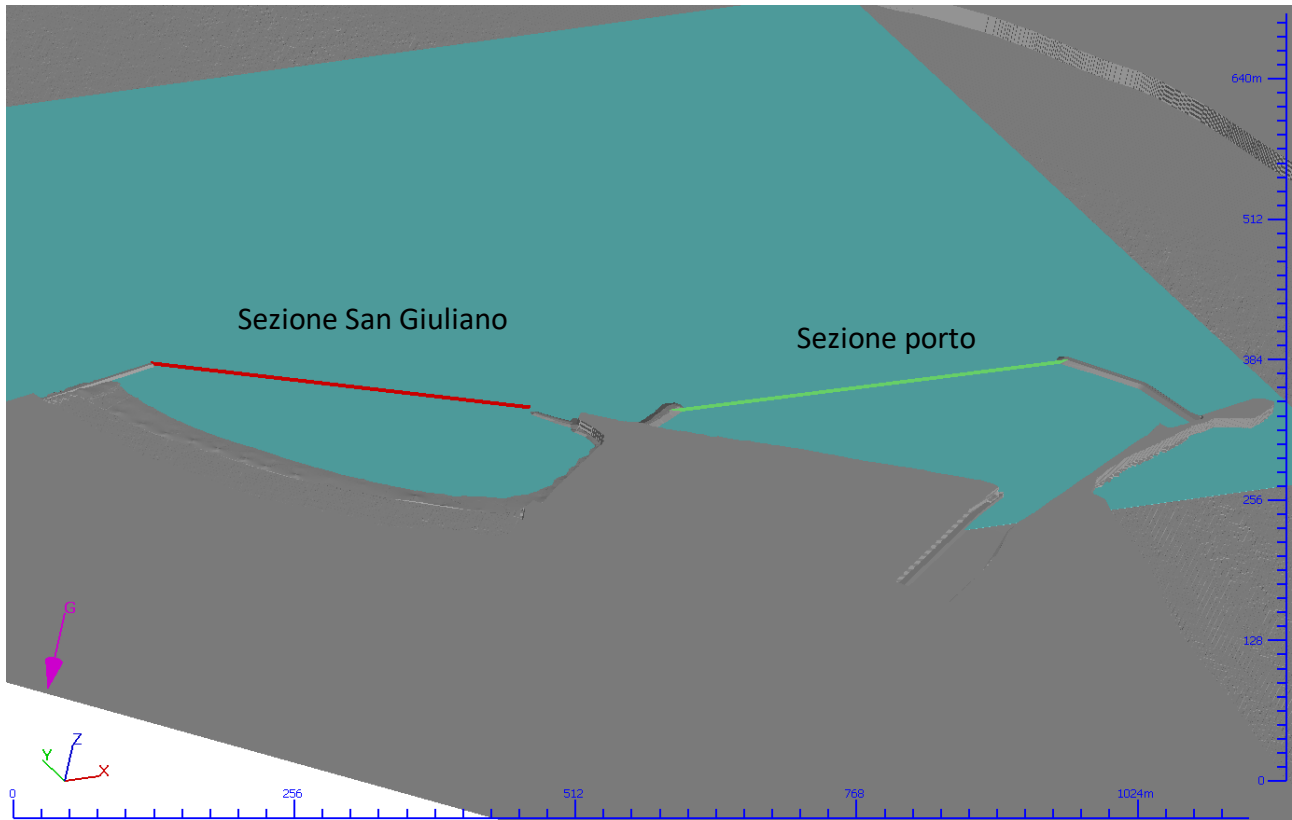 640m
512
Sezione San Giuliano
Sezione porto
384
256
G
128
Y
Z
X
0
0
256
512
768
1024m